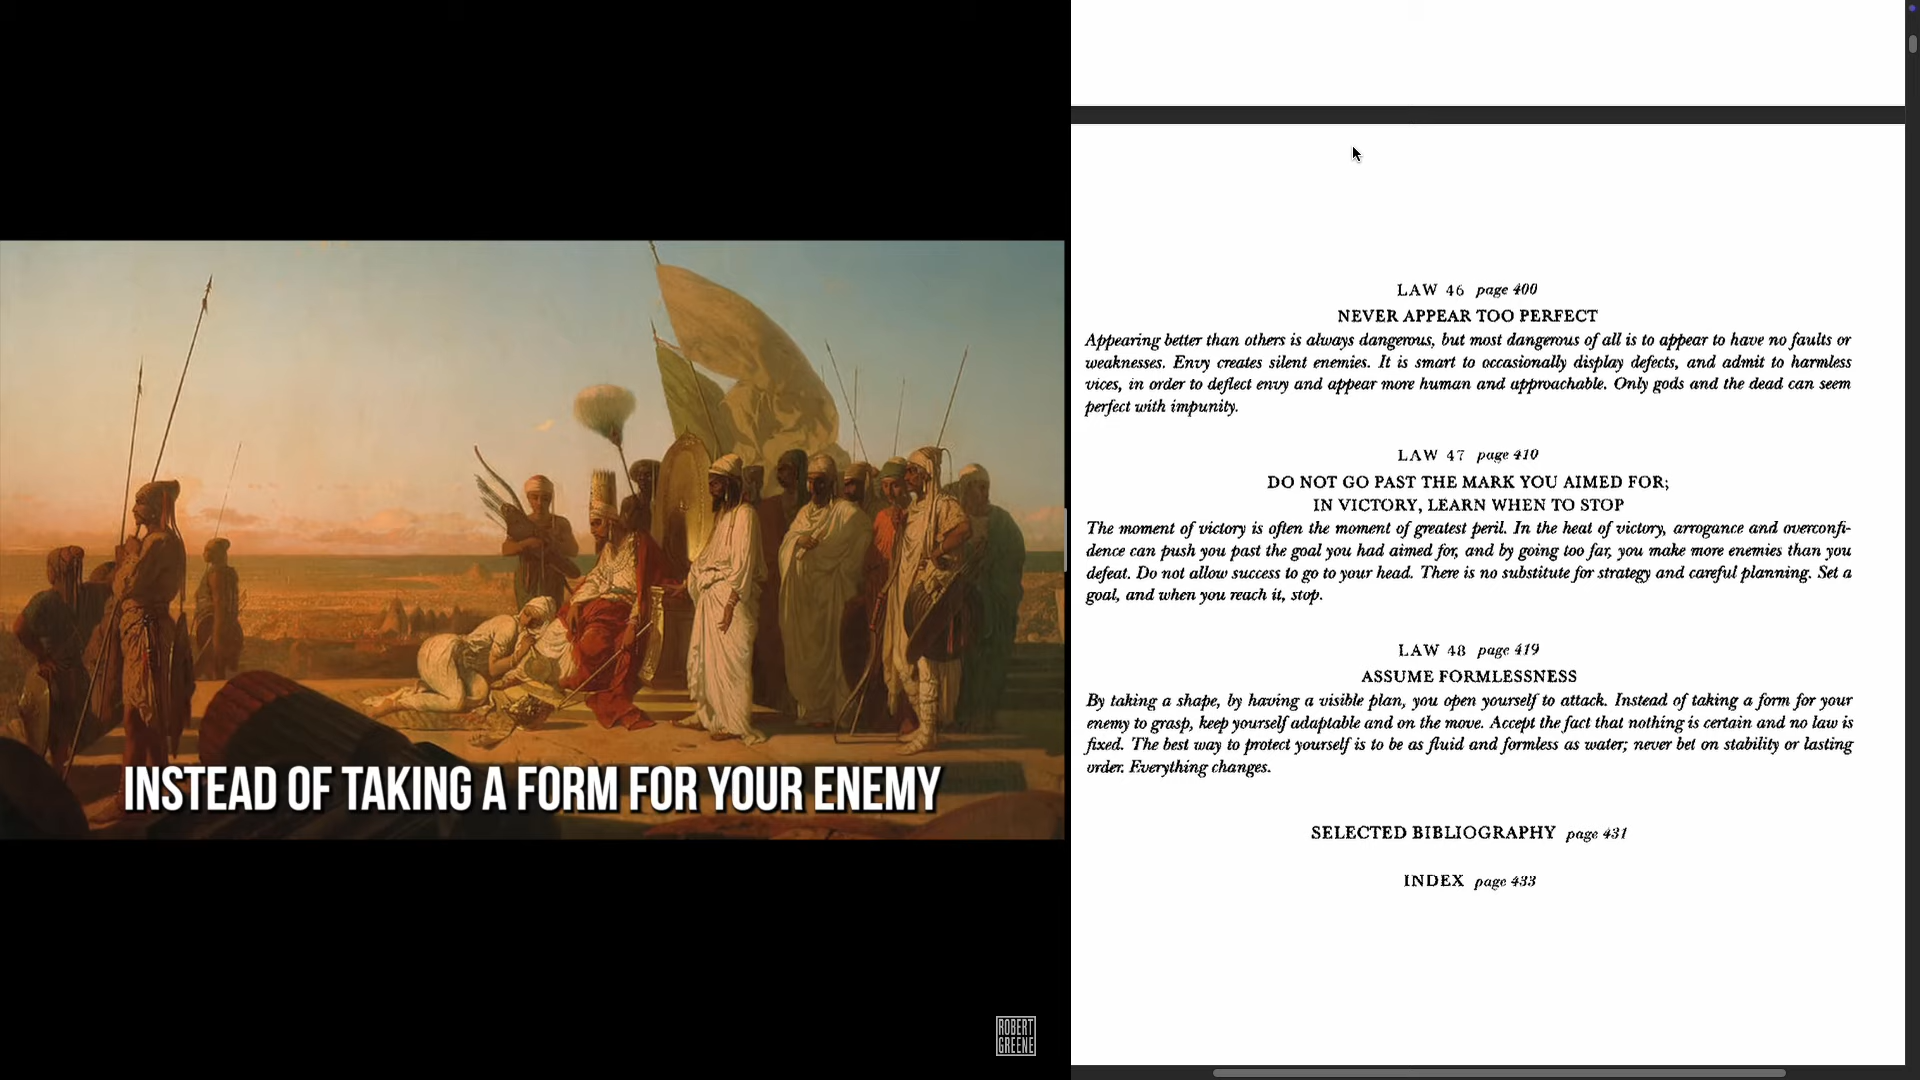 INSTEAD OF TAKING A FORM FOR YOUR ENEMY
ROBERT
GREENE
LAW 46 page 400
NEVER APPEAR TOO PERFECT
Appearing better than others is always dangerous, but most dangerous of all is to appear to have no faults or
weaknesses. Envy creates silent enemies. It is smart to occasionally display defects, and admit to harmless
vices, in order to deflect envy and appear more human and approachable. Only gods and the dead can seem
perfect with impunity.
LAW 47 page 410
DO NOT GO PAST THE MARK YOU AIMED FOR;
IN VICTORY, LEARN WHEN TO STOP
The moment of victory is often the moment of greatest peril. In the heat of victory, arrogance and overconfi-
dence can push you past the goal you had aimed for, and by going too far, you make more enemies than you
defeat. Do not allow success to go to your head. There is no substitute for strategy and careful planning. Set a
goal, and when you reach it, stop.
LAW 48 page 419
ASSUME FORMLESSNESS
By taking a shape, by having a visible plan, you open yourself to attack. Instead of taking a form for your
enemy to grasp, keep yourself adaptable and on the move. Accept the fact that nothing is certain and no law is
fixed. The best way to protect yourself is to be as fluid and formless as water; never bet on stability or lasting
order. Everything changes.
SELECTED BIBLIOGRAPHY page 431
INDEX page 433